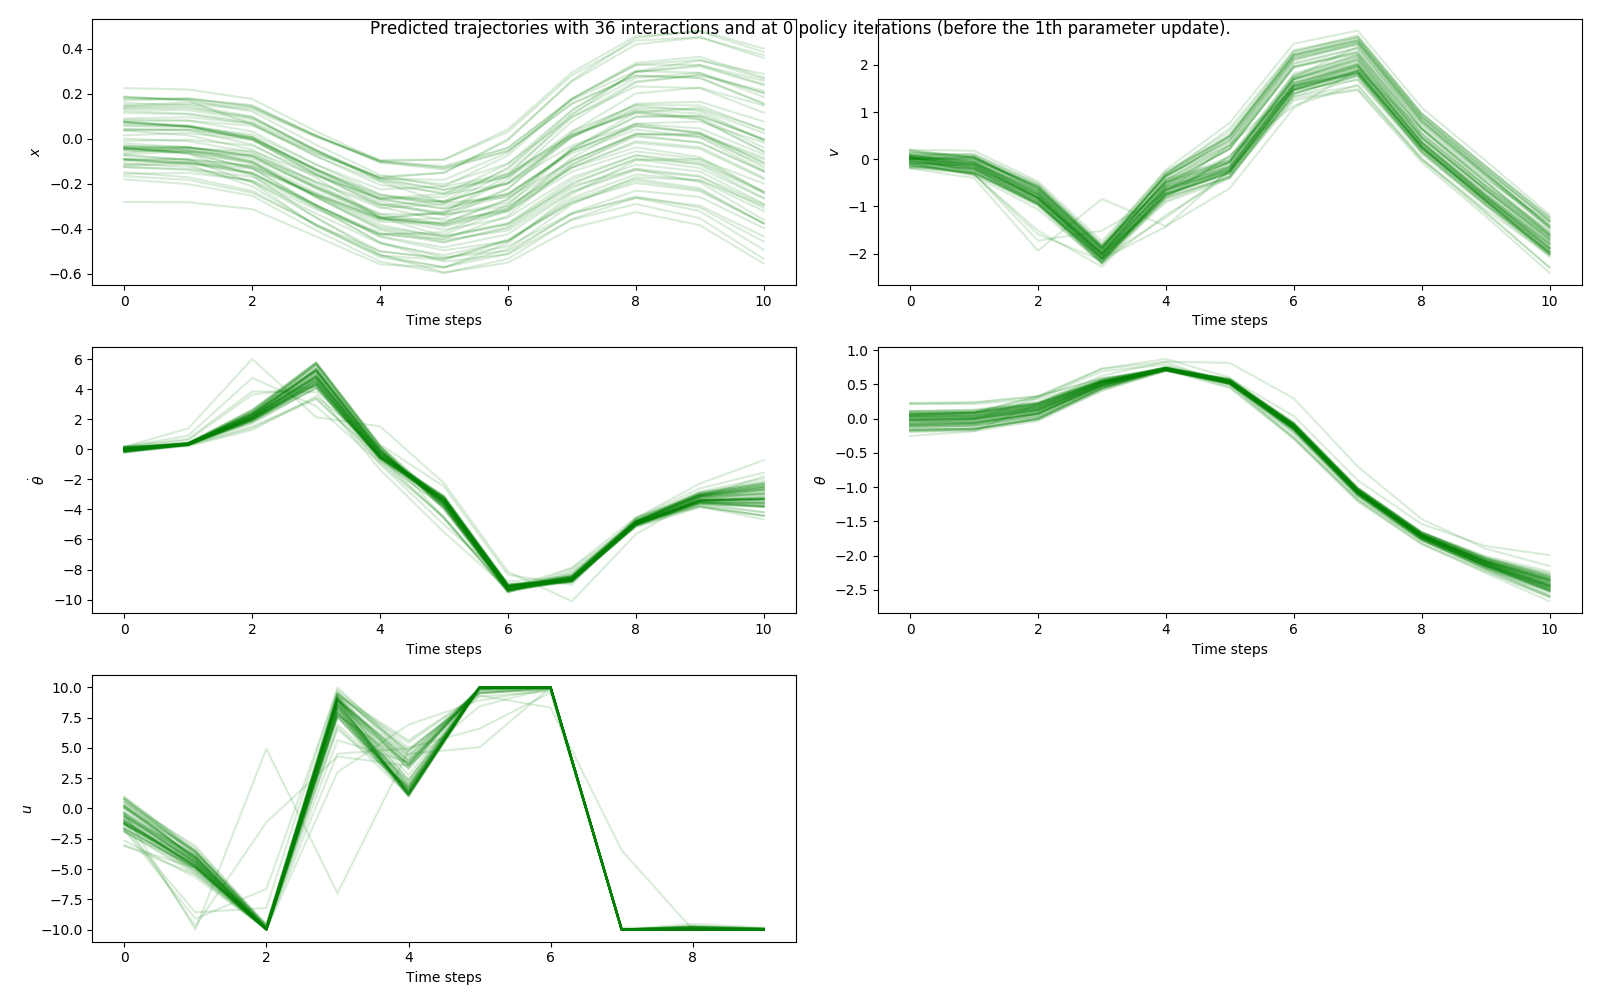 Predicted trajectories with 36 interactions and at 0 policy iterations (before the 1th parameter update).
0.4
0.2
0.0
−0.2
−0.4
−0.6
x
0 2 4 6 8 10
Time steps
2
1
0
−1
−2
v
0 2 4 6 8 10
Time steps
6
4
2
0
−2
−4
−6
−8
−10
θ̇
0 2 4 6 8 10
Time steps
1.0
0.5
0.0
−0.5
−1.0
−1.5
−2.0
−2.5
θ
0 2 4 6 8 10
Time steps
10.0
7.5
5.0
2.5
0.0
−2.5
−5.0
−7.5
−10.0
u
0 2 4 6 8
Time steps